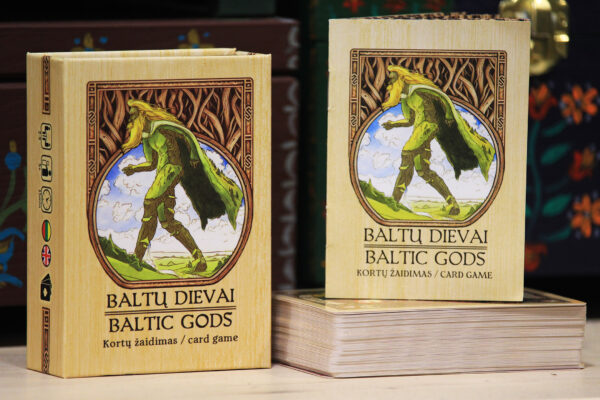 BALTŲ DIEVAI
BALTIC GODS
Kortų žaidimas / card game
BALTŲ DIEVAI
BALTIC GODS
KORTŲ ŽAIDIMAS / CARD GAME